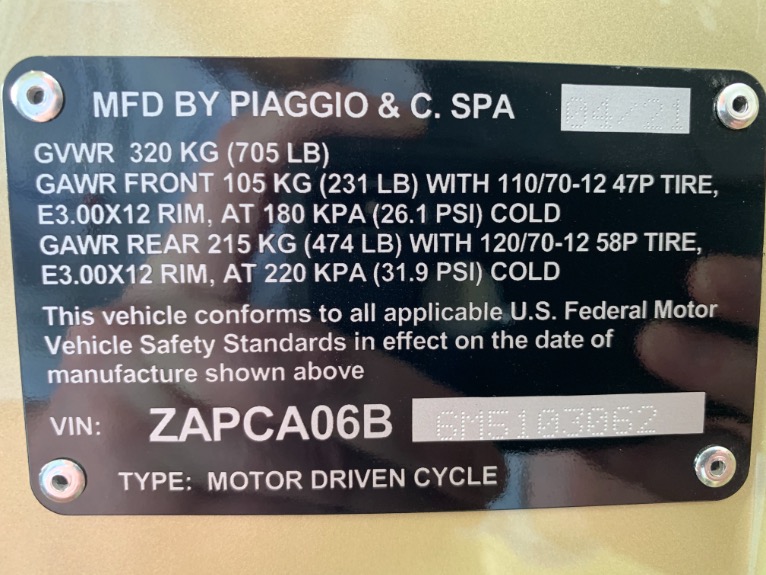 MFD BY PIAGGIO & C. SPA 04/21
GVWR 320 KG (705 LB)
GAWR FRONT 105 KG (231 LB) WITH 110/70-12 47P TIRE,
E3.00X12 RIM, AT 180 KPA (26.1 PSI) COLD
GAWR REAR 215 KG (474 LB) WITH 120/70-12 58P TIRE,
E3.00X12 RIM, AT 220 KPA (31.9 PSI) COLD
This vehicle conforms to all applicable U.S. Federal Motor
Vehicle Safety Standards in effect on the date of
manufacture shown above
VIN: ZAPCA06B 6M5103062
TYPE: MOTOR DRIVEN CYCLE